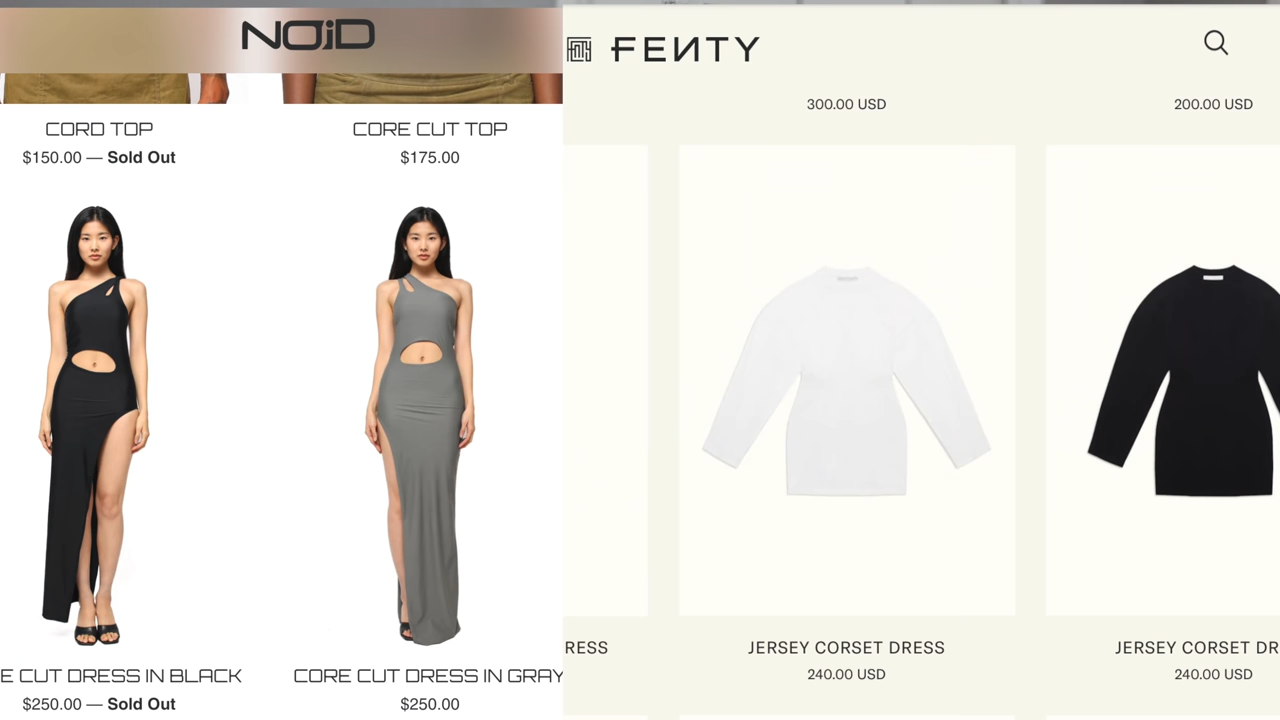 NOiD
CORD TOP
$150.00 — Sold Out
CORE CUT TOP
$175.00
E CUT DRESS IN BLACK
$250.00 — Sold Out
CORE CUT DRESS IN GRAY
$250.00
FENTY
300.00 USD
200.00 USD
RESS
JERSEY CORSET DRESS
240.00 USD
JERSEY CORSET DR
240.00 USD